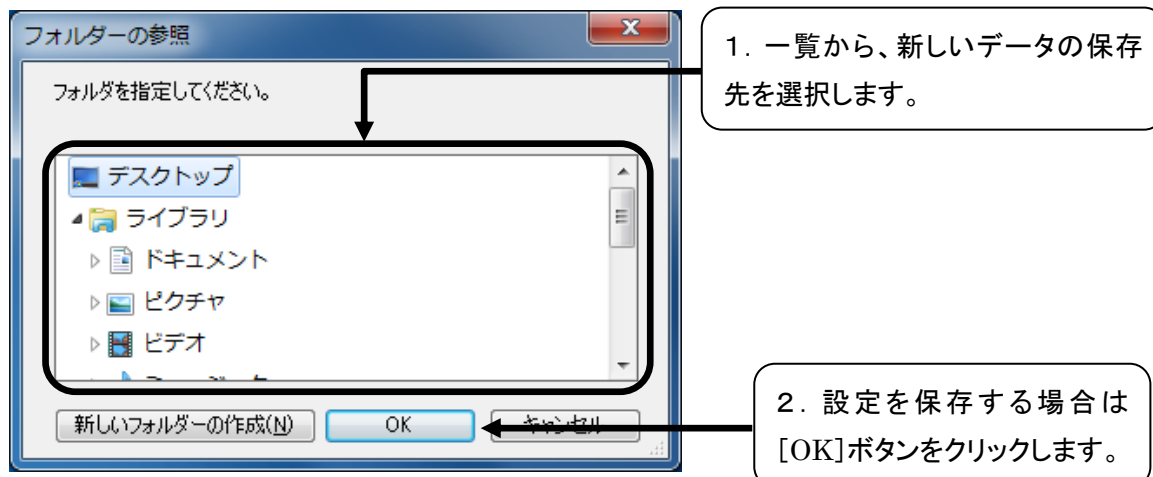 フォルダーの参照
1. 一覧から、新しいデータの保存
先を選択します。
フォルダを指定してください。
デスクトップ
ライブラリ
ドキュメント
ピクチャ
ビデオ
新しいフォルダーの作成(N)
OK
キャンセル
2. 設定を保存する場合は
[OK]ボタンをクリックします。